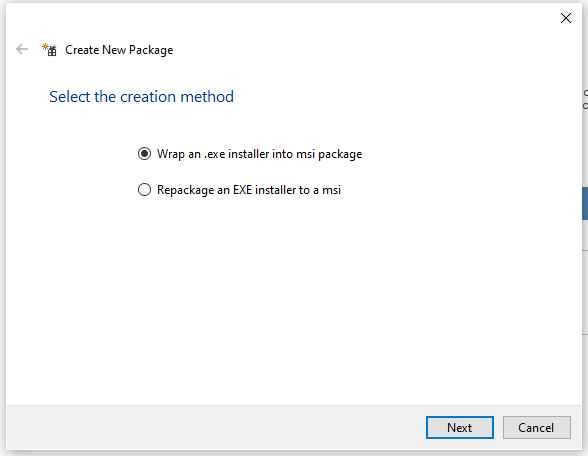 Create New Package
Select the creation method
Wrap an .exe installer into msi package
Repackage an EXE installer to a msi
Next
Cancel